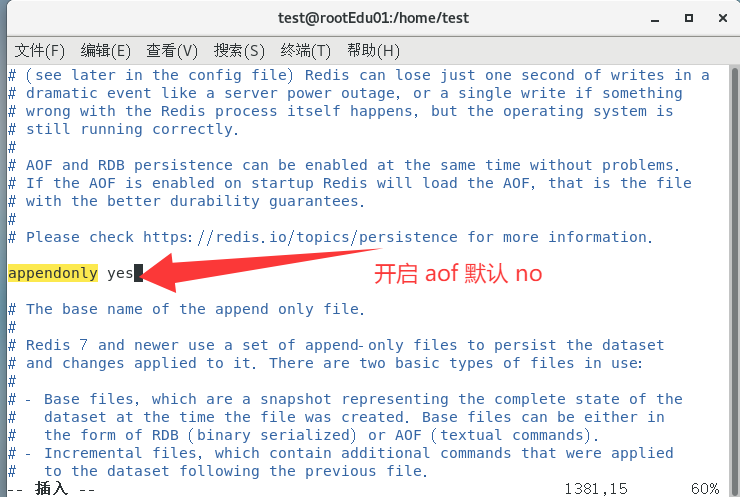 test@rootEdu01:/home/test
文件(F) 编辑(E) 查看(V) 搜索(S) 终端(T) 帮助(H)
# (see later in the config file) Redis can lose just one second of writes in a
# dramatic event like a server power outage, or a single write if something
# wrong with the Redis process itself happens, but the operating system is
# still running correctly.
#
# AOF and RDB persistence can be enabled at the same time without problems.
# If the AOF is enabled on startup Redis will load the AOF, that is the file
# with the better durability guarantees.
#
# Please check https://redis.io/topics/persistence for more information.
appendonly yes
开启 aof 默认 no
# The base name of the append only file.
#
# Redis 7 and newer use a set of append-only files to persist the dataset
# and changes applied to it. There are two basic types of files in use:
#
# - Base files, which are a snapshot representing the complete state of the
#   dataset at the time the file was created. Base files can be either in
#   the form of RDB (binary serialized) or AOF (textual commands).
# - Incremental files, which contain additional commands that were applied
#   to the dataset following the previous file.
-- 插入 -- 1381,15 60%